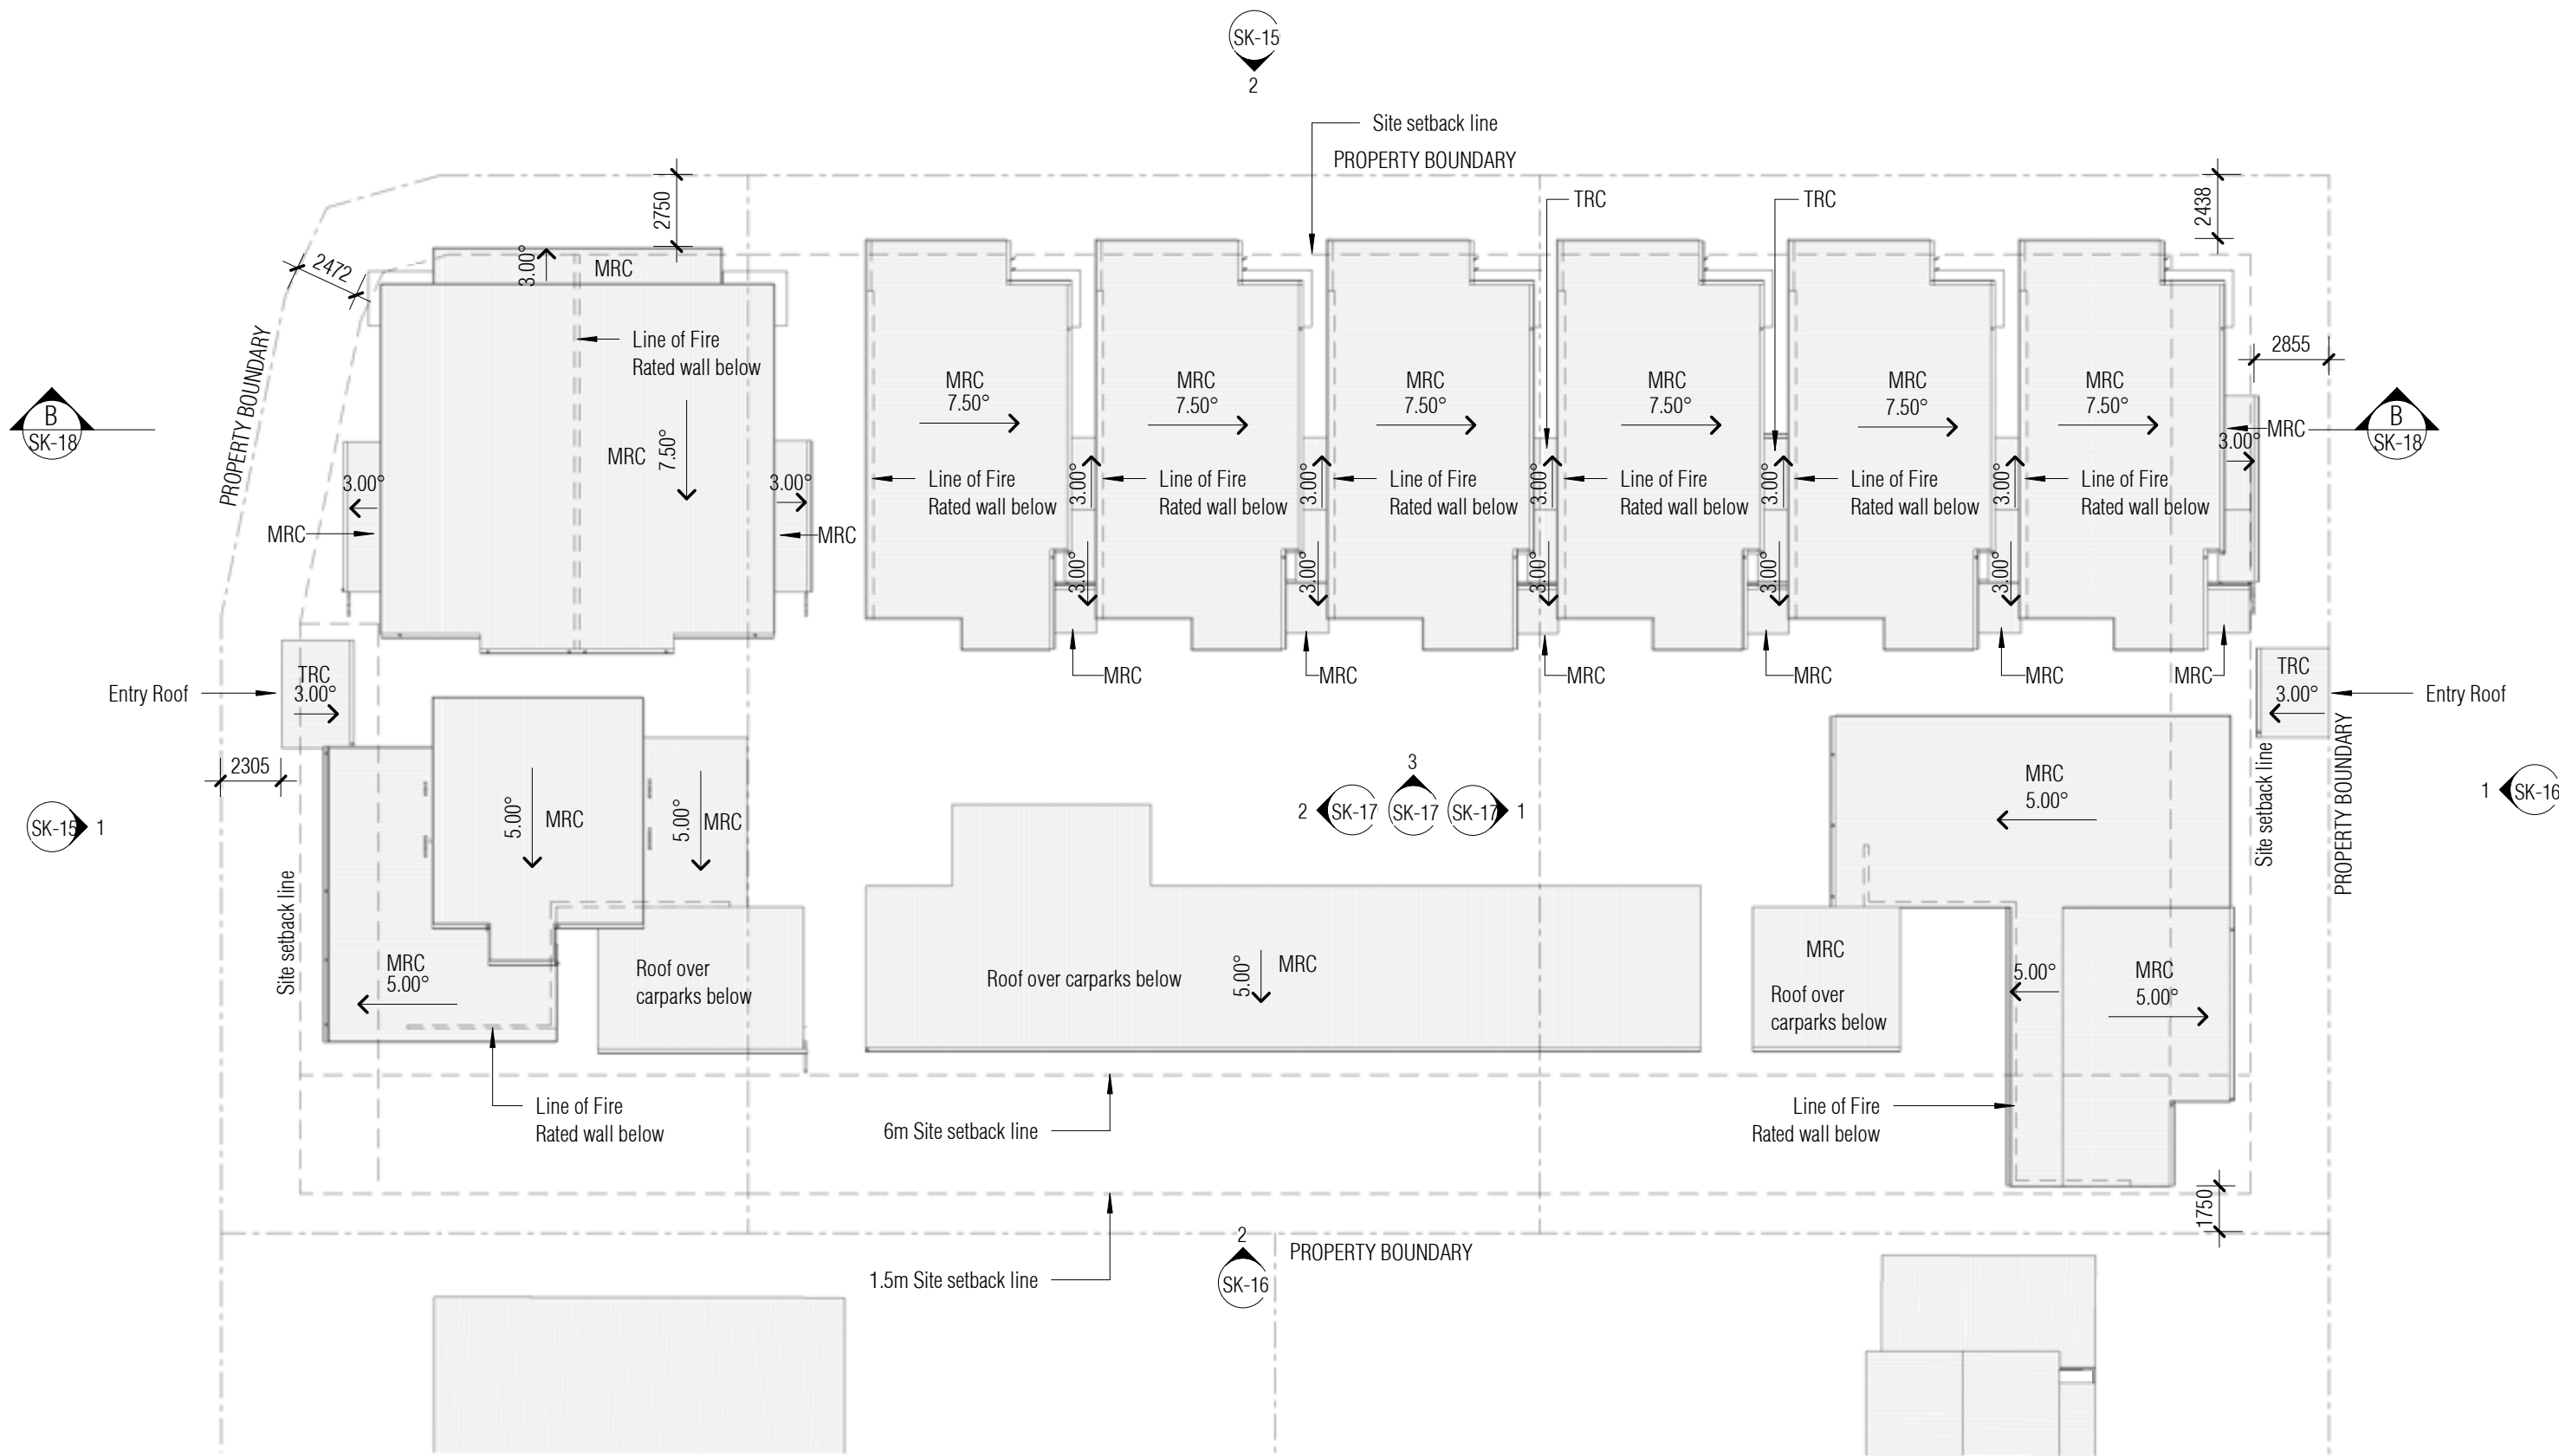 SK-15
2
Site setback line
PROPERTY BOUNDARY
TRC
TRC
2750
2438
2472
3.00°
MRC
PROPERTY BOUNDARY
Line of Fire
Rated wall below
2855
B
SK-18
MRC
7.50°
MRC
7.50°
MRC
7.50°
MRC
7.50°
MRC
7.50°
MRC
7.50°
MRC
7.50°
MRC
3.00°
B
SK-18
3.00°
3.00°
MRC
MRC
Line of Fire
Rated wall below
3.00°
Line of Fire
Rated wall below
3.00°
Line of Fire
Rated wall below
3.00°
Line of Fire
Rated wall below
3.00°
Line of Fire
Rated wall below
3.00°
Line of Fire
Rated wall below
3.00°
3.00°
3.00°
3.00°
3.00°
MRC
MRC
MRC
MRC
MRC
MRC
Entry Roof
TRC
3.00°
TRC
3.00°
Entry Roof
2305
SK-15
1
5.00°
MRC
5.00°
MRC
3
2
SK-17
SK-17
SK-17
1
MRC
5.00°
Site setback line
PROPERTY BOUNDARY
1
SK-16
Site setback line
MRC
5.00°
Roof over
carparks below
Roof over carparks below
5.00°
MRC
MRC
Roof over
carparks below
5.00°
MRC
5.00°
Line of Fire
Rated wall below
6m Site setback line
Line of Fire
Rated wall below
1750
1.5m Site setback line
2
SK-16
PROPERTY BOUNDARY